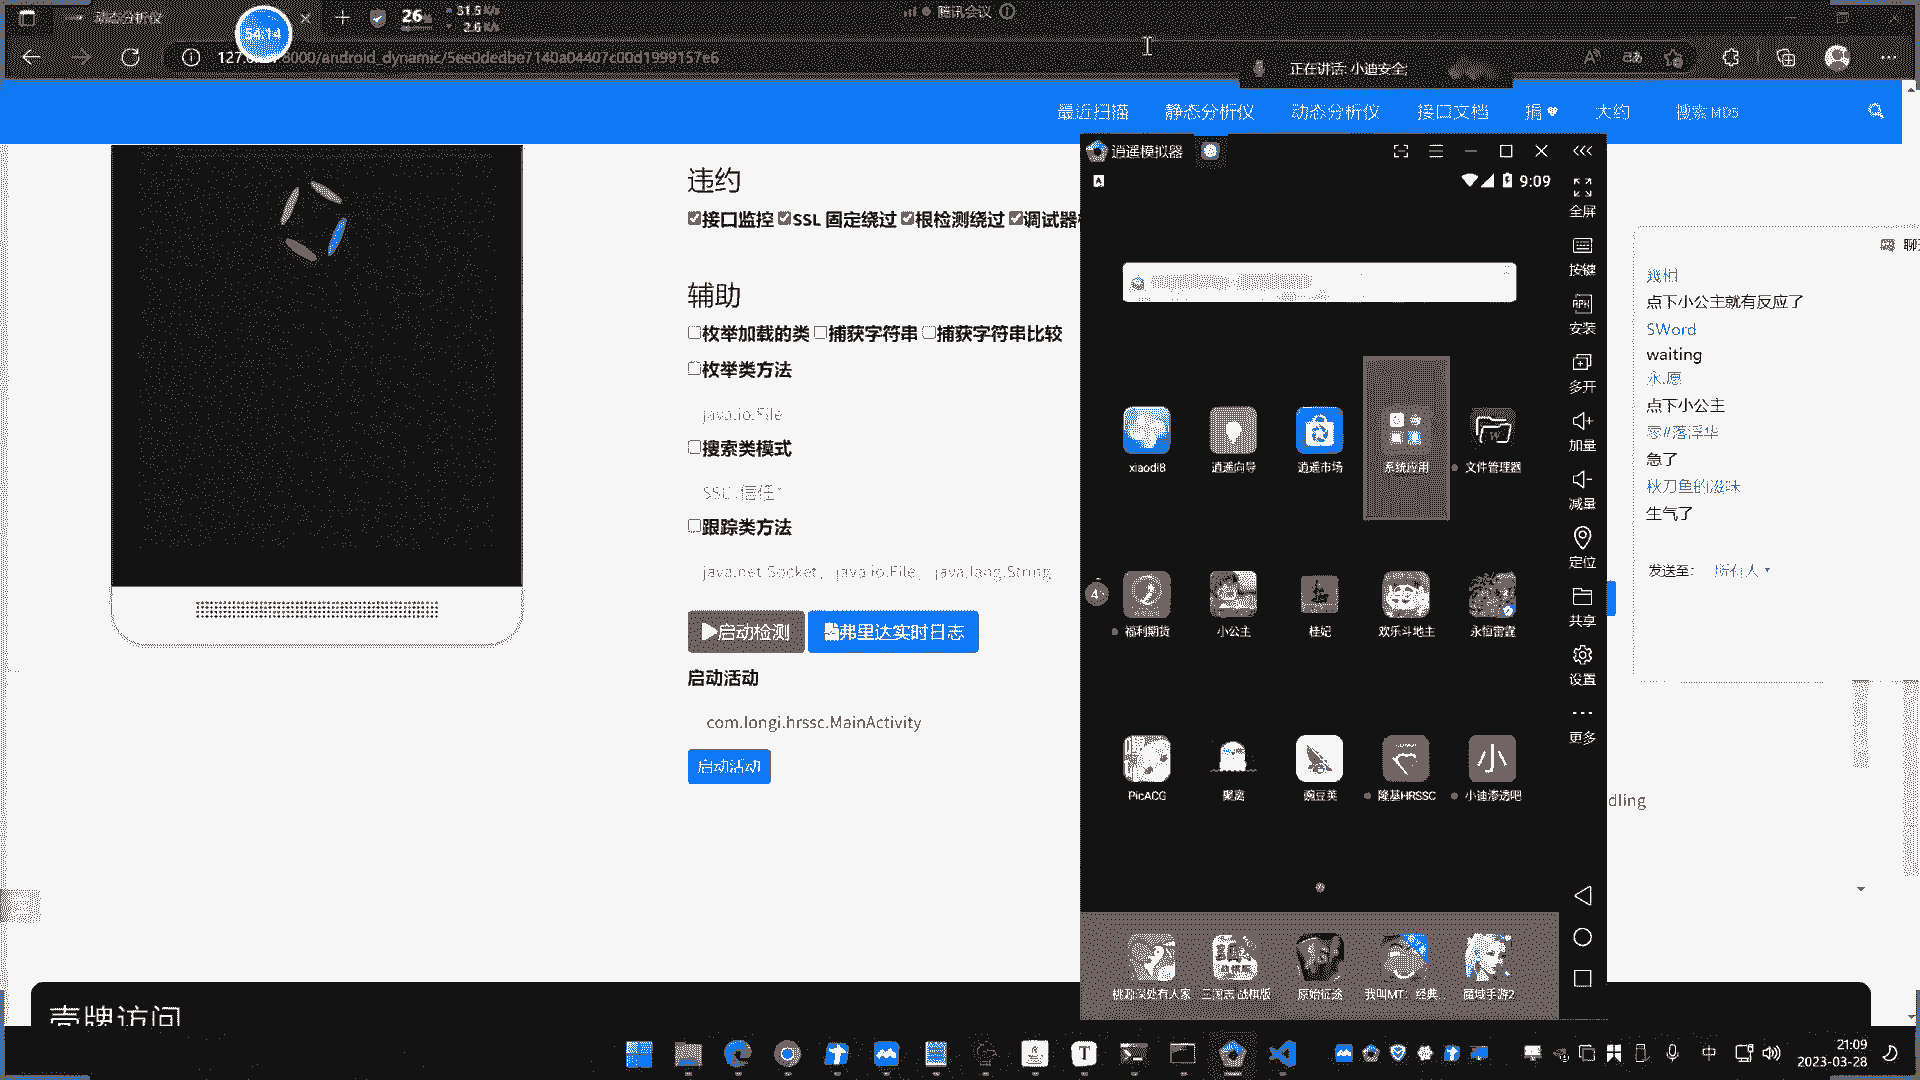 动态分析仪
54:14
26
31.5 K/s
2.6 K/s
腾讯会议
8000/android_dynamic/5ee0dedbe7140a04407c00d1999157e6
正在讲话: 小迪安全;
最近扫描 静态分析仪 动态分析仪 接口文档 捐 大约 搜索 MD5
违约
接口监控 SSL 固定绕过 根检测绕过 调试器
辅助
枚举加载的类 捕获字符串 捕获字符串比较
枚举类方法
java.io.File
搜索类模式
跟踪类方法
java.net.Socket，java.io.File，java.lang.String
启动检测 弗里达实时日志
启动活动
com.longi.hrssc.MainActivity
启动活动
逍遥模拟器
9:09
xiaodi8 逍遥向导 逍遥市场 系统应用 文件管理器
4
福利期货 小公主 桂妃 欢乐斗地主 永恒雷霆
PicACG 聚离 豌豆荚 隆基HRSSC 小迪渗透吧
桃源深处有人家 三国志战棋版 原始征途 我叫MT：经典... 魔域手游2
全屏
按键
安装
多开
加量
减量
定位
共享
设置
更多
聊
点下小公主就有反应了
SWord
waiting
永.愿
点下小公主
零#落浮华
急了
秋刀鱼的滋味
生气了
发送至： 所有人
dling
壳牌访问
中
21:09
2023-03-28